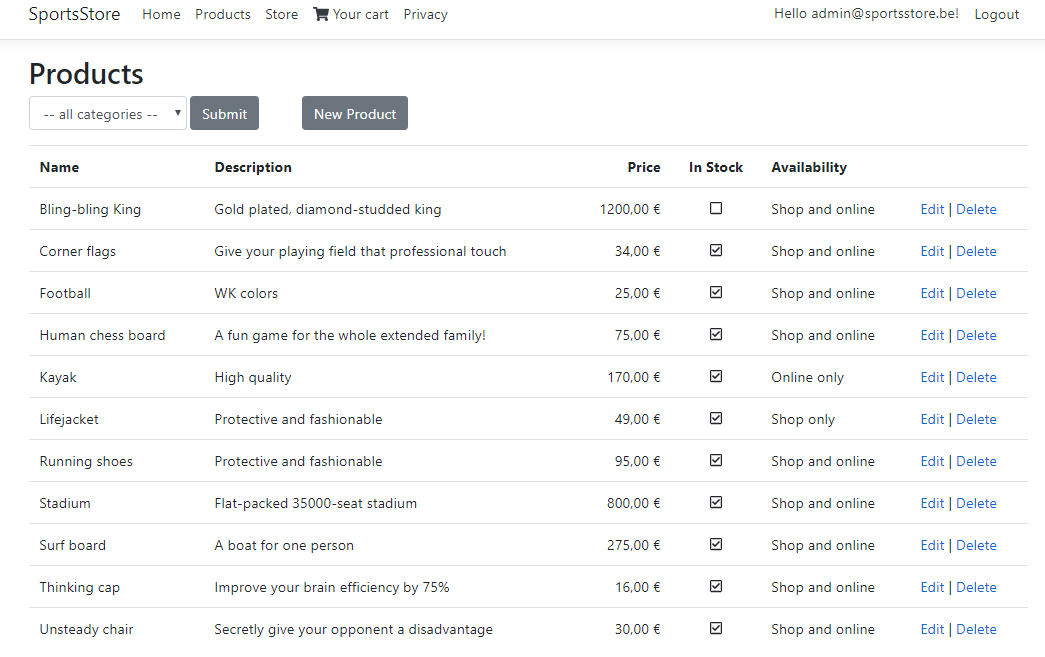 SportsStore Home Products Store Your cart Privacy Hello admin@sportsstore.be! Logout
Products
-- all categories -- Submit New Product
Name Description Price In Stock Availability
Bling-bling King Gold plated, diamond-studded king 1200,00 € Shop and online Edit | Delete
Corner flags Give your playing field that professional touch 34,00 € Shop and online Edit | Delete
Football WK colors 25,00 € Shop and online Edit | Delete
Human chess board A fun game for the whole extended family! 75,00 € Shop and online Edit | Delete
Kayak High quality 170,00 € Online only Edit | Delete
Lifejacket Protective and fashionable 49,00 € Shop only Edit | Delete
Running shoes Protective and fashionable 95,00 € Shop and online Edit | Delete
Stadium Flat-packed 35000-seat stadium 800,00 € Shop and online Edit | Delete
Surf board A boat for one person 275,00 € Shop and online Edit | Delete
Thinking cap Improve your brain efficiency by 75% 16,00 € Shop and online Edit | Delete
Unsteady chair Secretly give your opponent a disadvantage 30,00 € Shop and online Edit | Delete